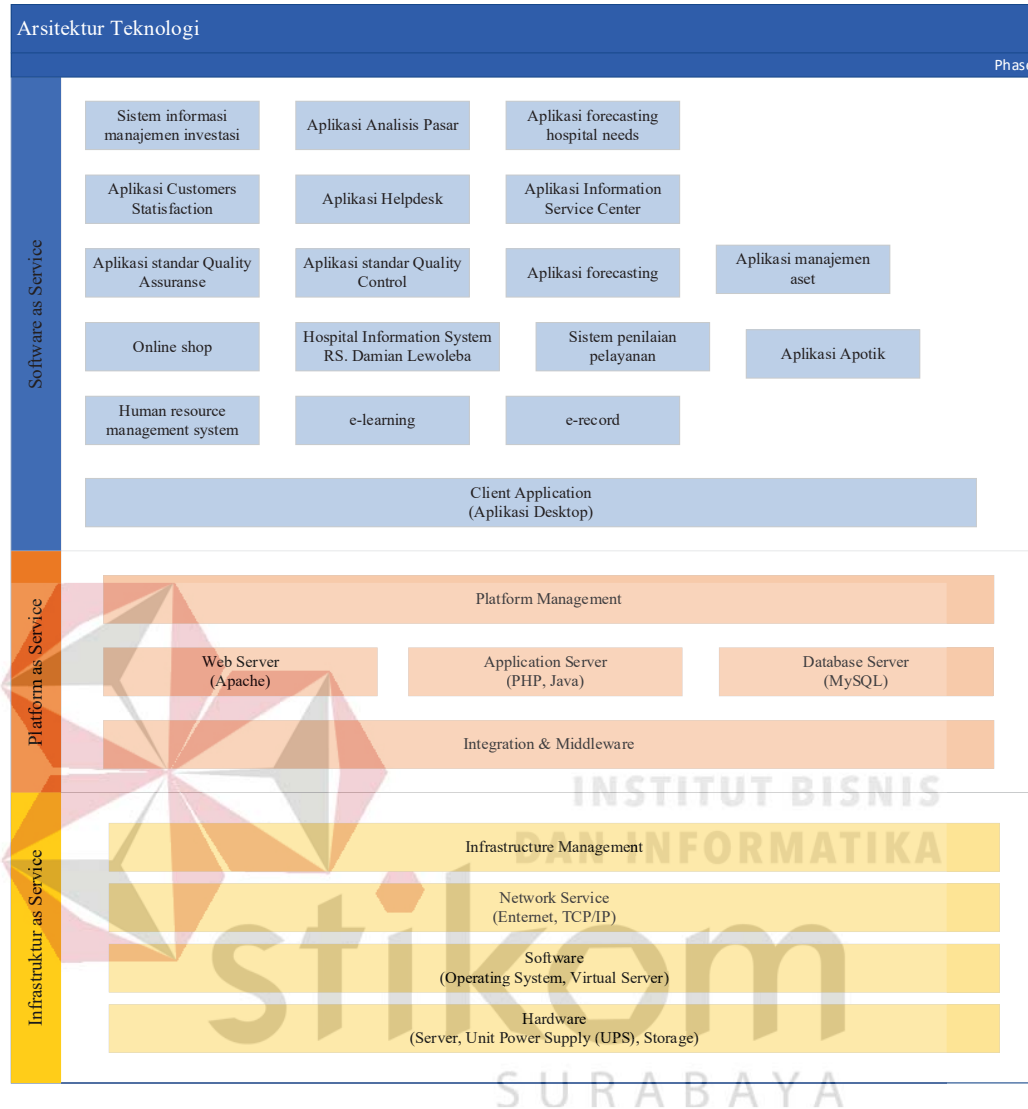 Arsitektur Teknologi
Phase
Software as Service
Sistem informasi
manajemen investasi
Aplikasi Analisis Pasar
Aplikasi forecasting
hospital needs
Aplikasi Customers
Statisfaction
Aplikasi Helpdesk
Aplikasi Information
Service Center
Aplikasi standar Quality
Assuranse
Aplikasi standar Quality
Control
Aplikasi forecasting
Aplikasi manajemen
aset
Online shop
Hospital Information System
RS. Damian Lewoleba
Sistem penilaian
pelayanan
Aplikasi Apotik
Human resource
management system
e-learning
e-record
Client Application
(Aplikasi Desktop)
Platform as Service
Platform Management
Web Server
(Apache)
Application Server
(PHP, Java)
Database Server
(MySQL)
Integration & Middleware
INSTITUT BISNIS
DAN INFORMATIKA
Infrastruktur as Service
Infrastructure Management
Network Service
(Enternet, TCP/IP)
Software
(Operating System, Virtual Server)
Hardware
(Server, Unit Power Supply (UPS), Storage)
stikom
SURABAYA